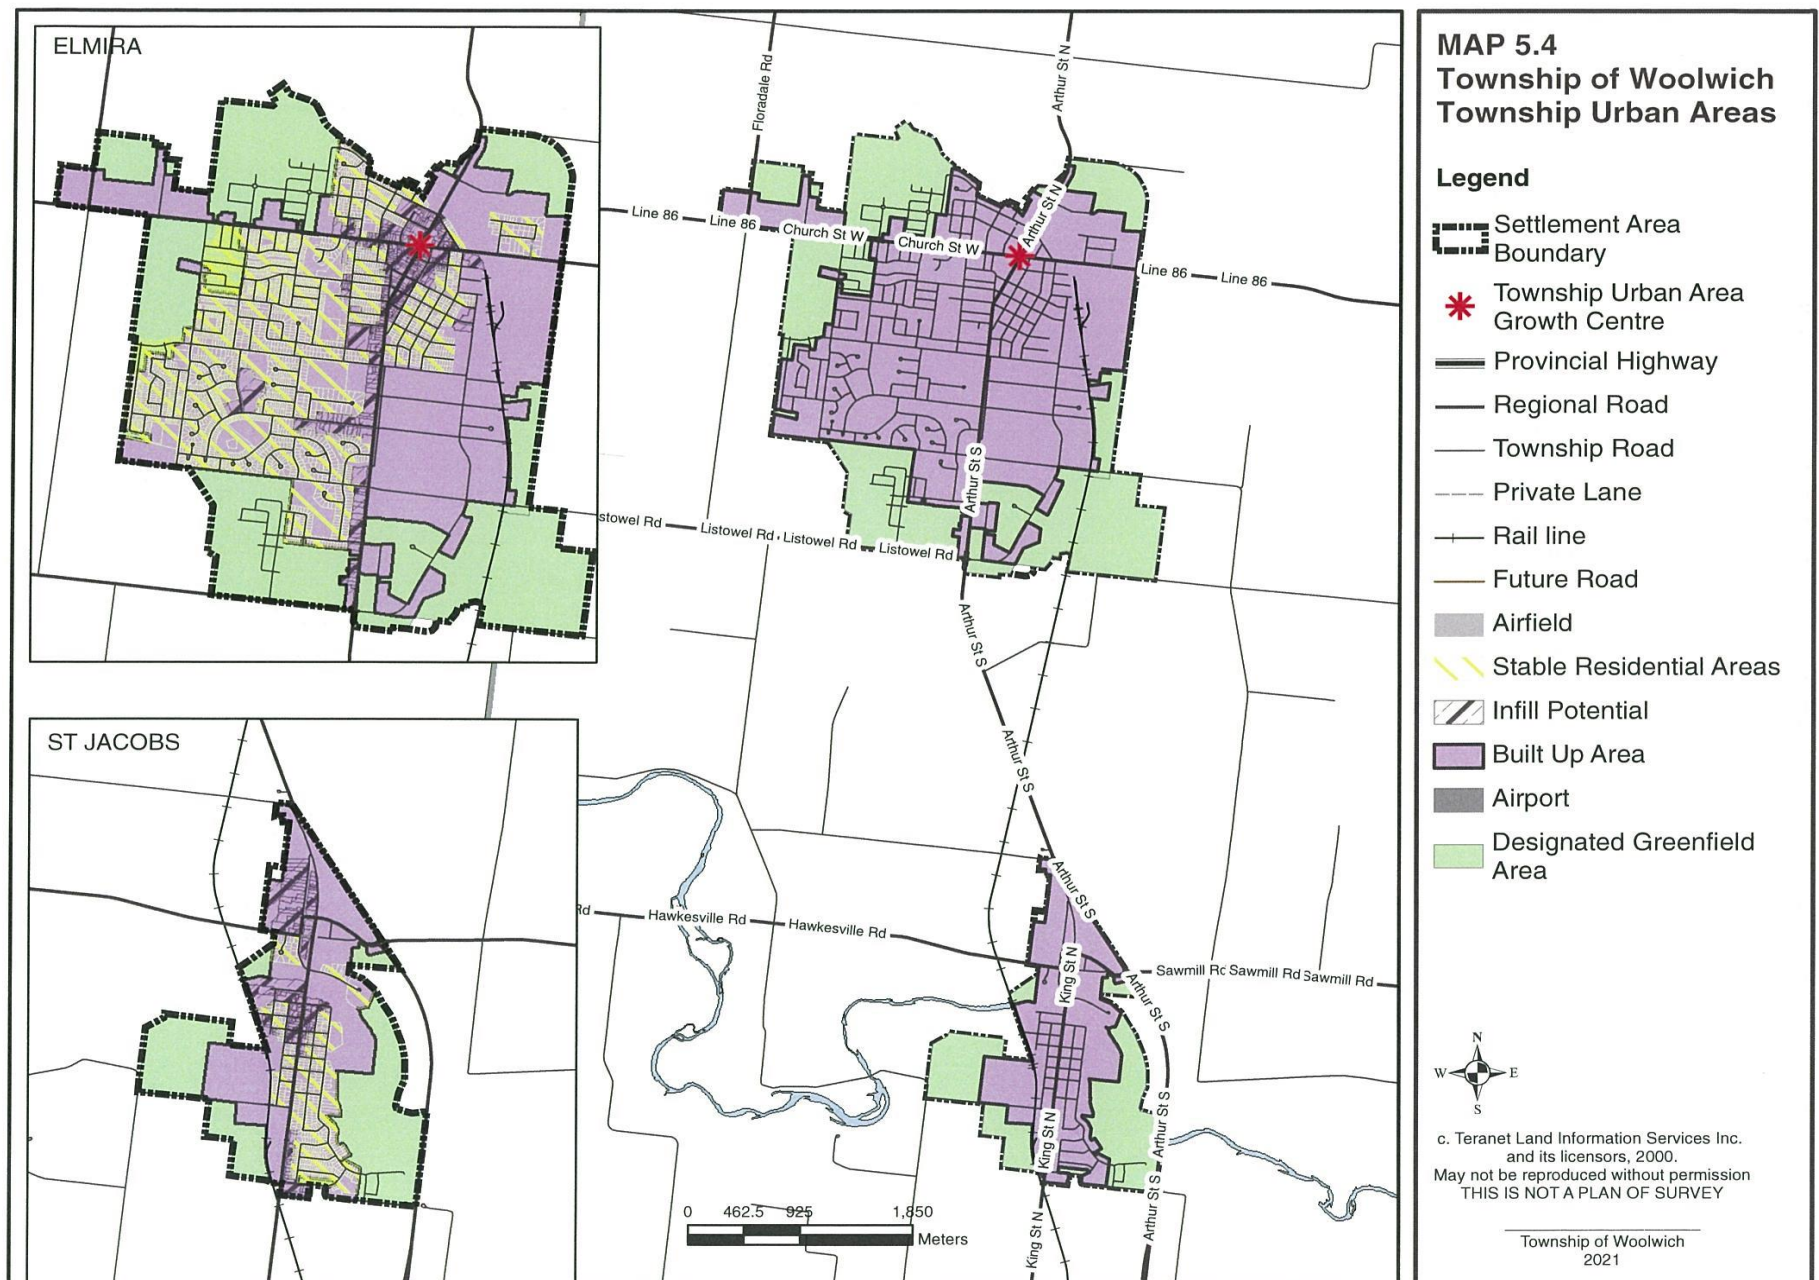 ELMIRA
Floradale Rd
Arthur St N
Line 86
Line 86
Church St W
Church St W
Arthur St N
Line 86
Line 86
Arthur St S
stowel Rd
Listowel Rd
Listowel Rd
Listowel Rd
Arthur St S
Arthur St S
ST JACOBS
Rd
Hawkesville Rd
Hawkesville Rd
Arthur St S
King St N
Sawmill Rd
Sawmill Rd
Sawmill Rd
Arthur St S
King St N
Arthur St S
Arthur St S
King St N
0 462.5 925 1,850
Meters
MAP 5.4
Township of Woolwich
Township Urban Areas
Legend
Settlement Area
Boundary
Township Urban Area
Growth Centre
Provincial Highway
Regional Road
Township Road
Private Lane
Rail line
Future Road
Airfield
Stable Residential Areas
Infill Potential
Built Up Area
Airport
Designated Greenfield
Area
N
W E
S
c. Teranet Land Information Services Inc.
and its licensors, 2000.
May not be reproduced without permission
THIS IS NOT A PLAN OF SURVEY
Township of Woolwich
2021